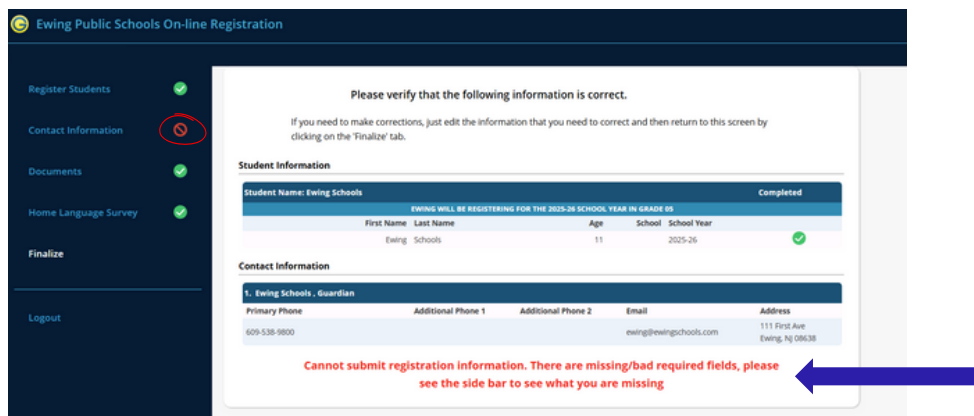 Ewing Public Schools On-line Registration
Register Students
Contact Information
Documents
Home Language Survey
Finalize
Logout
Please verify that the following information is correct.
If you need to make corrections, just edit the information that you need to correct and then return to this screen by
clicking on the 'Finalize' tab.
Student Information
Student Name: Ewing Schools Completed
EWING WILL BE REGISTERING FOR THE 2025-26 SCHOOL YEAR IN GRADE 05
First Name Last Name Age School School Year
Ewing Schools 11 2025-26
Contact Information
1. Ewing Schools , Guardian
Primary Phone Additional Phone 1 Additional Phone 2 Email Address
609-538-9800 ewing@ewingschools.com 111 First Ave
Ewing, NJ 08638
Cannot submit registration information. There are missing/bad required fields, please
see the side bar to see what you are missing